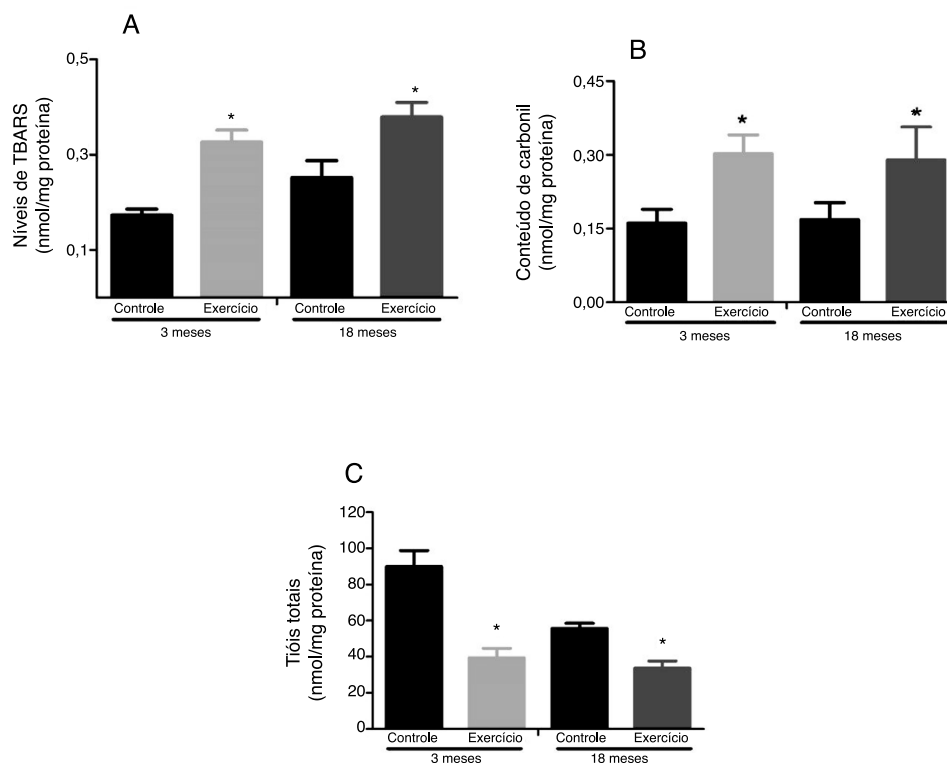 A
0,5
0,3
0,1
Níveis de TBARS
(nmol/mg proteína)
*
*
Controle Exercício Controle Exercício
3 meses 18 meses
B
0,45
0,30
0,15
0,00
Conteúdo de carbonil
(nmol/mg proteína)
*
*
Controle Exercício Controle Exercício
3 meses 18 meses
C
120
100
80
60
40
20
0
Tióis totais
(nmol/mg proteína)
*
*
Controle Exercício Controle Exercício
3 meses 18 meses